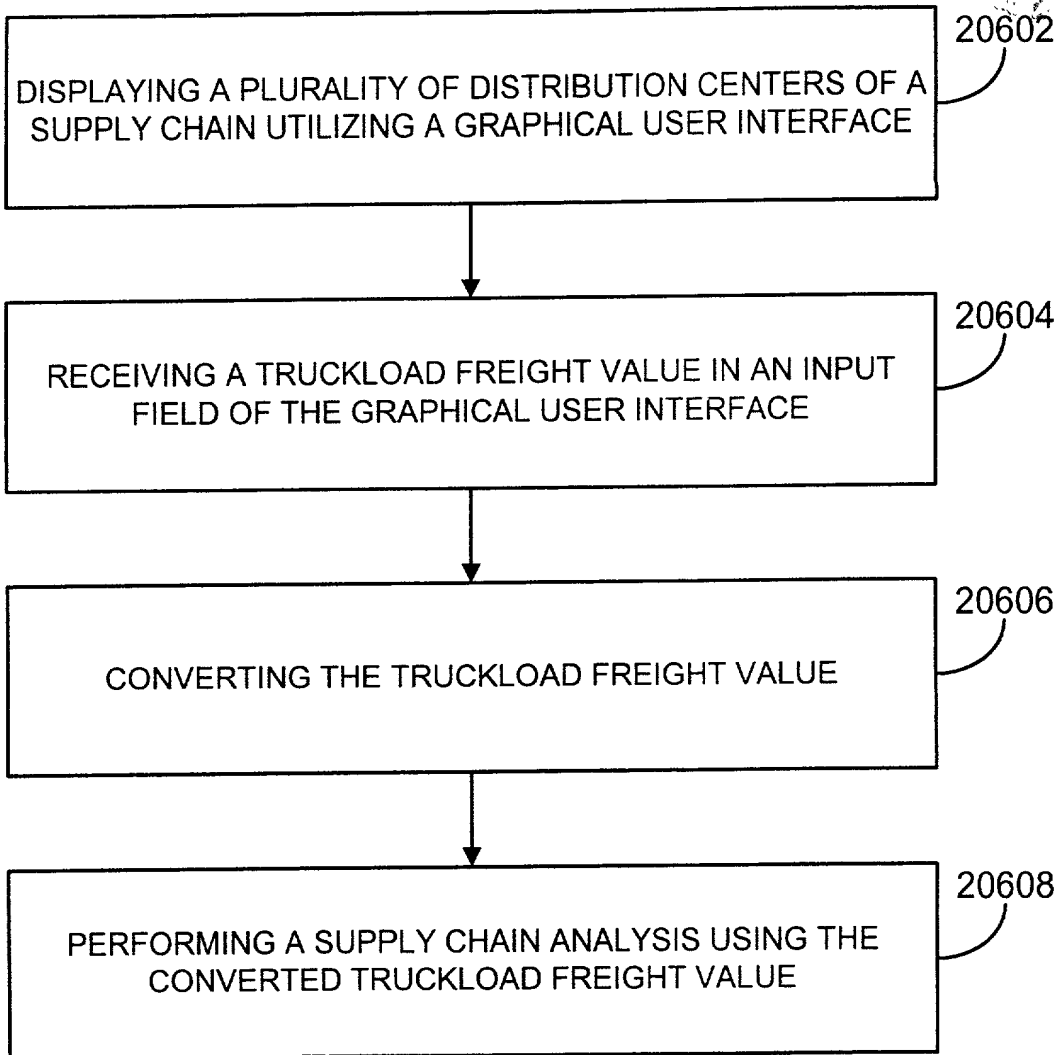 20602
DISPLAYING A PLURALITY OF DISTRIBUTION CENTERS OF A
SUPPLY CHAIN UTILIZING A GRAPHICAL USER INTERFACE
20604
RECEIVING A TRUCKLOAD FREIGHT VALUE IN AN INPUT
FIELD OF THE GRAPHICAL USER INTERFACE
20606
CONVERTING THE TRUCKLOAD FREIGHT VALUE
20608
PERFORMING A SUPPLY CHAIN ANALYSIS USING THE
CONVERTED TRUCKLOAD FREIGHT VALUE